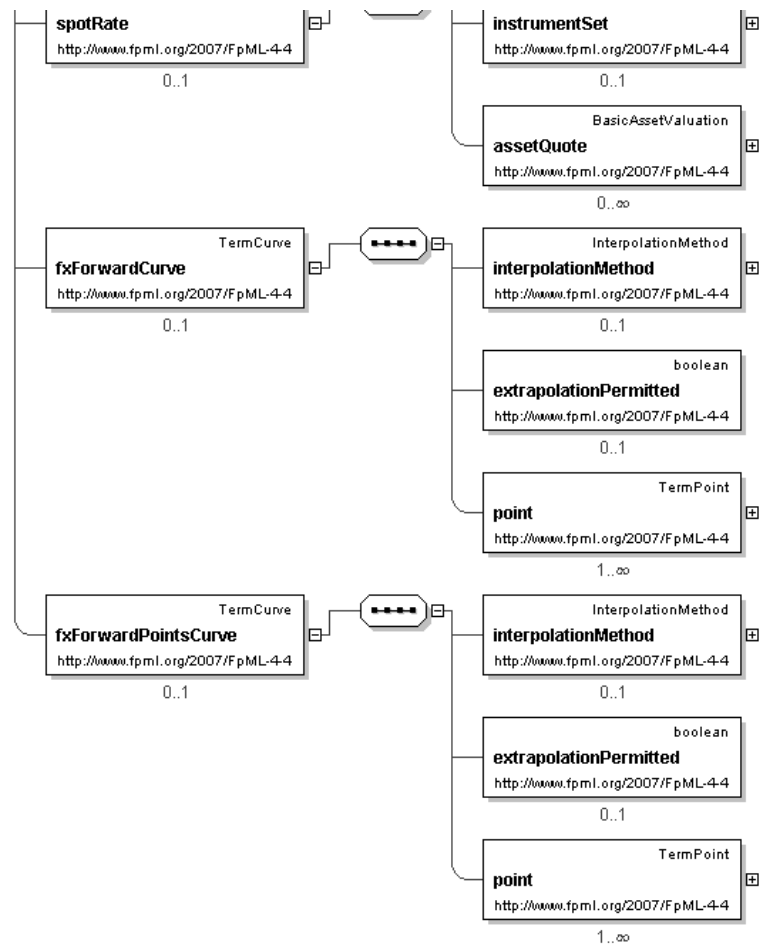 spotRate
http://www.fpml.org/2007/FpML-4-4
0..1
instrumentSet
http://www.fpml.org/2007/FpML-4-4
0..1
BasicAssetValuation
assetQuote
http://www.fpml.org/2007/FpML-4-4
0..∞
TermCurve
fxForwardCurve
http://www.fpml.org/2007/FpML-4-4
0..1
InterpolationMethod
interpolationMethod
http://www.fpml.org/2007/FpML-4-4
0..1
boolean
extrapolationPermitted
http://www.fpml.org/2007/FpML-4-4
0..1
TermPoint
point
http://www.fpml.org/2007/FpML-4-4
1..∞
TermCurve
fxForwardPointsCurve
http://www.fpml.org/2007/FpML-4-4
0..1
InterpolationMethod
interpolationMethod
http://www.fpml.org/2007/FpML-4-4
0..1
boolean
extrapolationPermitted
http://www.fpml.org/2007/FpML-4-4
0..1
TermPoint
point
http://www.fpml.org/2007/FpML-4-4
1..∞